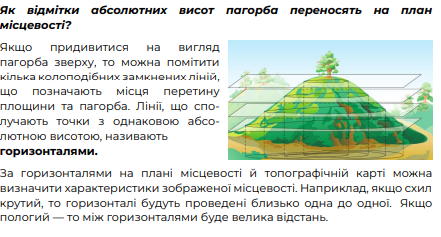 Як відмітки абсолютних висот пагорба переносять на план
місцевості?
Якщо придивитися на вигляд
пагорба зверху, то можна помітити
кілька колоподібних замкнених ліній,
що позначають місця перетину
площини та пагорба. Лінії, що спо-
лучають точки з однаковою абсо-
лютною висотою, називають
горизонталями.
За горизонталями на плані місцевості й топографічній карті можна
визначити характеристики зображеної місцевості. Наприклад, якщо схил
крутий, то горизонталі будуть проведені близько одна до одної. Якщо
пологий — то між горизонталями буде велика відстань.